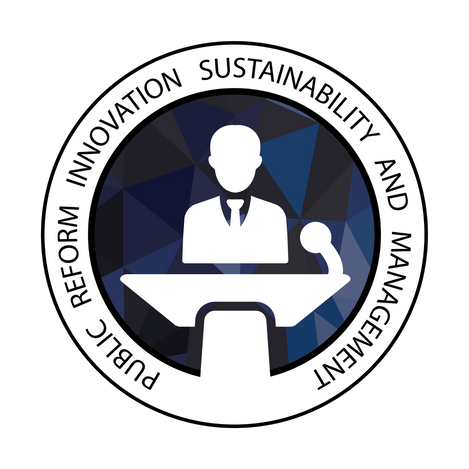 PUBLIC REFORM INNOVATION SUSTAINABILITY AND MANAGEMENT